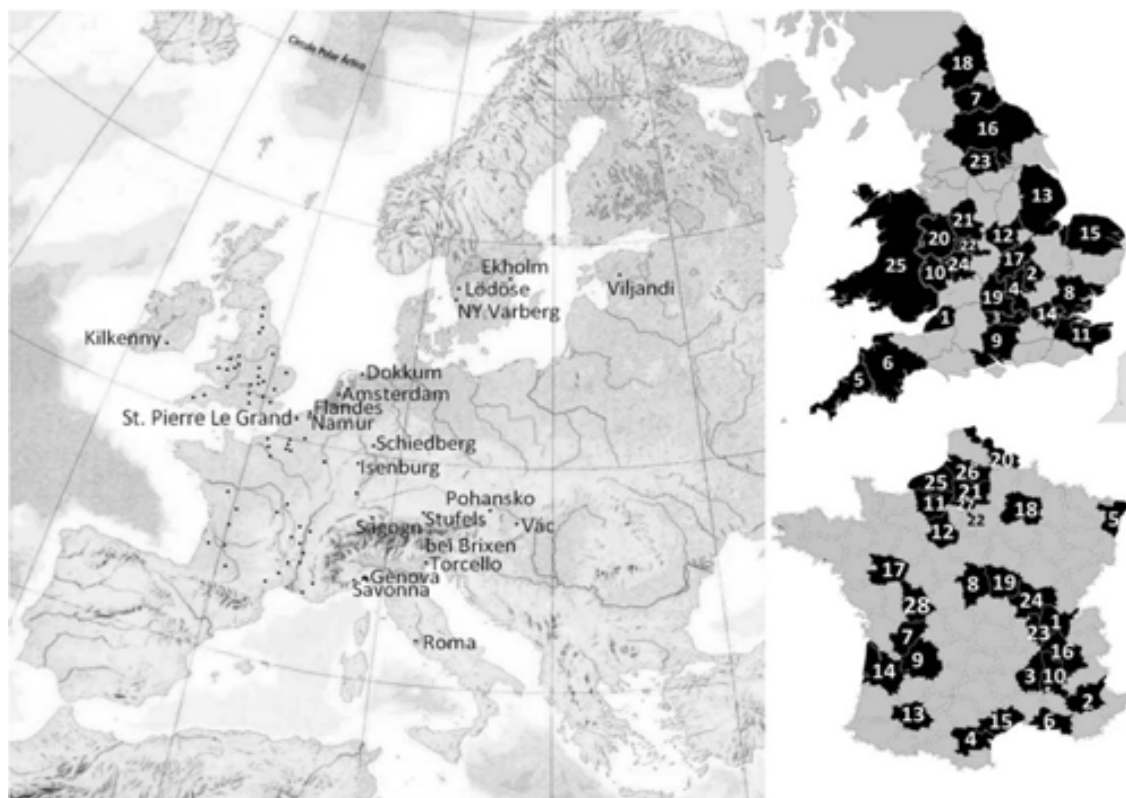 Círculo Polar Ártico
Ekholm
Lödöse
NY Varberg
Viljandi
Kilkenny
Dokkum
Amsterdam
Flandes
St. Pierre Le Grand
Namur
Schiedberg
Isenburg
Pohansko
Sagogn
Stufels
Vác
bei Brixen
Torcello
Génova
Savonna
Roma
18
7
16
23
13
21
15
20
12
22
17
10
24
2
25
4
8
19
1
3
14
9
11
6
5
20
26
25
21
11
27
18
5
22
12
17
8
19
24
28
1
7
23
16
9
14
3
10
2
13
15
6
4